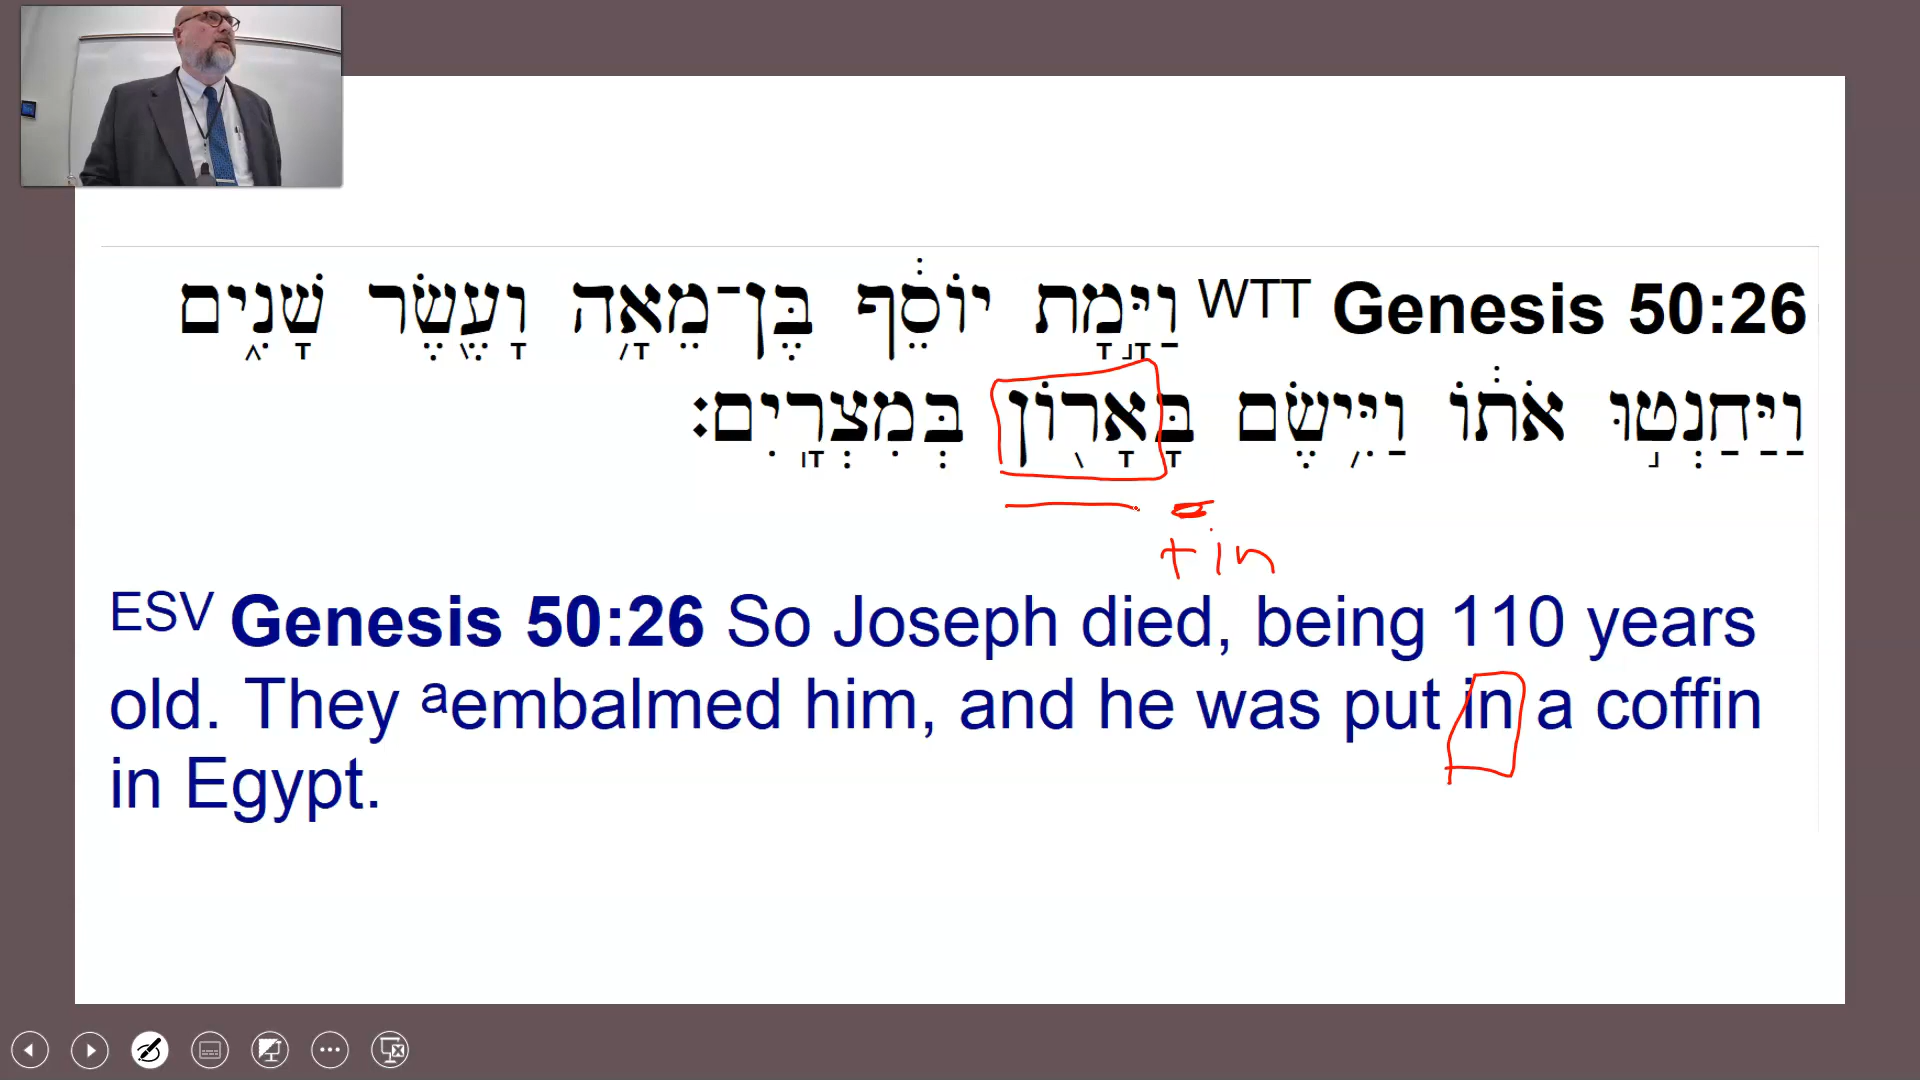 WTT Genesis 50:26 וַיָּ֣מָת יוֹסֵ֔ף בֶּן־מֵאָ֥ה וָעֶ֖שֶׂר שָׁנִ֑ים
וַיַּחַנְט֣וּ אֹת֔וֹ וַיִּ֥ישֶׂם בָּאָר֖וֹן בְּמִצְרָֽיִם׃
+ in
ESV Genesis 50:26 So Joseph died, being 110 years
old. They aembalmed him, and he was put in a coffin
in Egypt.